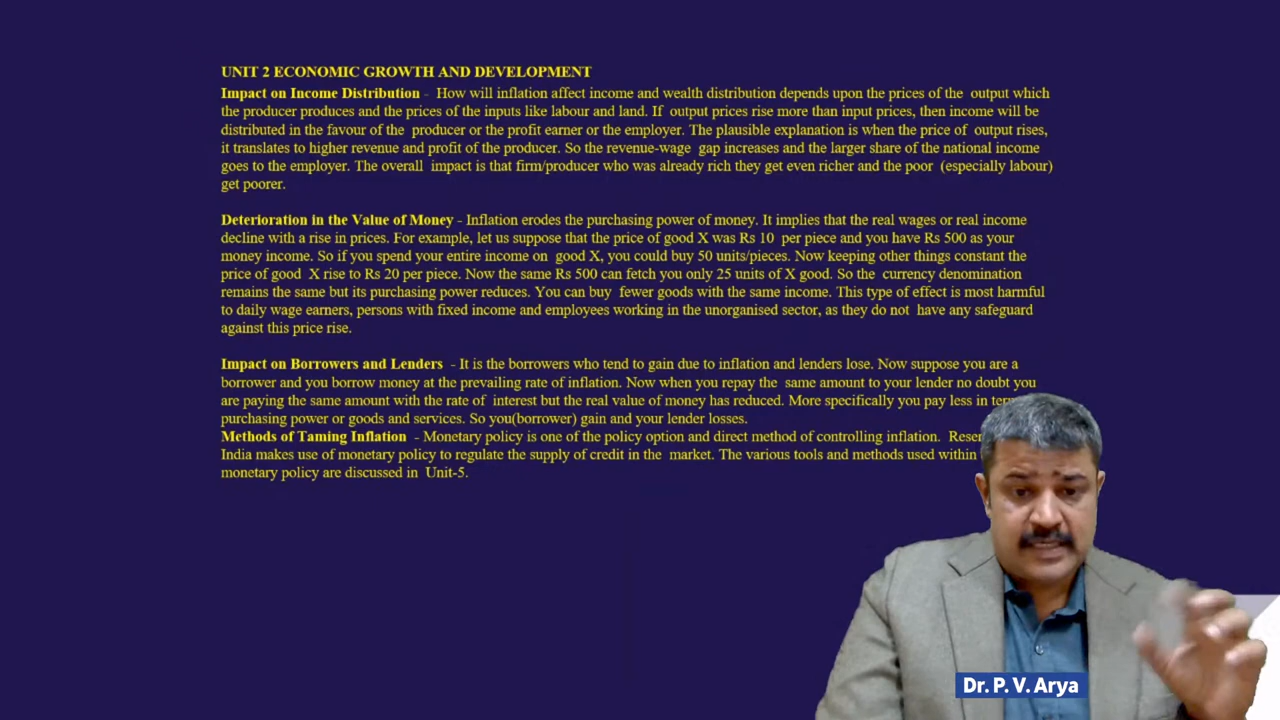 UNIT 2 ECONOMIC GROWTH AND DEVELOPMENT
Impact on Income Distribution - How will inflation affect income and wealth distribution depends upon the prices of the output which
the producer produces and the prices of the inputs like labour and land. If output prices rise more than input prices, then income will be
distributed in the favour of the producer or the profit earner or the employer. The plausible explanation is when the price of output rises,
it translates to higher revenue and profit of the producer. So the revenue-wage gap increases and the larger share of the national income
goes to the employer. The overall impact is that firm/producer who was already rich they get even richer and the poor (especially labour)
get poorer.
Deterioration in the Value of Money - Inflation erodes the purchasing power of money. It implies that the real wages or real income
decline with a rise in prices. For example, let us suppose that the price of good X was Rs 10 per piece and you have Rs 500 as your
money income. So if you spend your entire income on good X, you could buy 50 units/pieces. Now keeping other things constant the
price of good X rise to Rs 20 per piece. Now the same Rs 500 can fetch you only 25 units of X good. So the currency denomination
remains the same but its purchasing power reduces. You can buy fewer goods with the same income. This type of effect is most harmful
to daily wage earners, persons with fixed income and employees working in the unorganised sector, as they do not have any safeguard
against this price rise.
Impact on Borrowers and Lenders - It is the borrowers who tend to gain due to inflation and lenders lose. Now suppose you are a
borrower and you borrow money at the prevailing rate of inflation. Now when you repay the same amount to your lender no doubt you
are paying the same amount with the rate of interest but the real value of money has reduced. More specifically you pay less in
purchasing power or goods and services. So you(borrower) gain and your lender losses.
Methods of Taming Inflation - Monetary policy is one of the policy option and direct method of controlling inflation.
India makes use of monetary policy to regulate the supply of credit in the market. The various tools and methods used within
monetary policy are discussed in Unit-5.
Dr. P. V. Arya